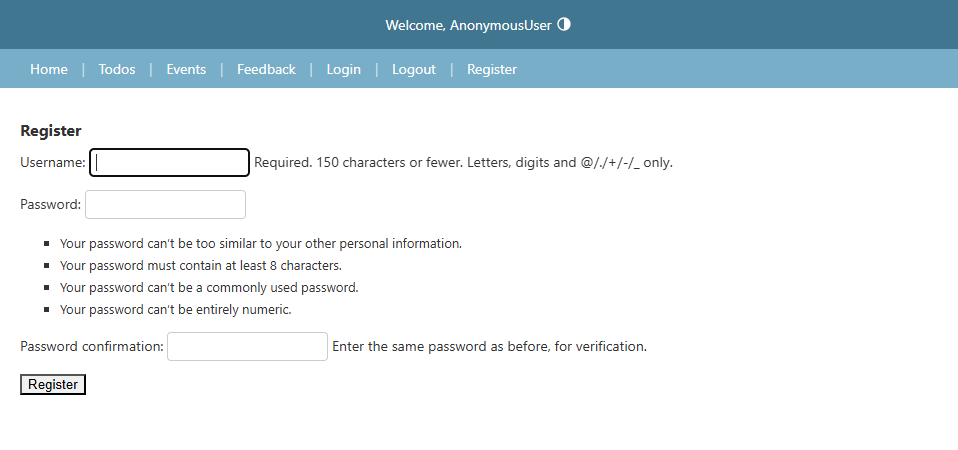 Welcome, AnonymousUser
Home | Todos | Events | Feedback | Login | Logout | Register
Register
Username: Required. 150 characters or fewer. Letters, digits and @/./+/-/_ only.
Password:
Your password can't be too similar to your other personal information.
Your password must contain at least 8 characters.
Your password can't be a commonly used password.
Your password can't be entirely numeric.
Password confirmation: Enter the same password as before, for verification.
Register